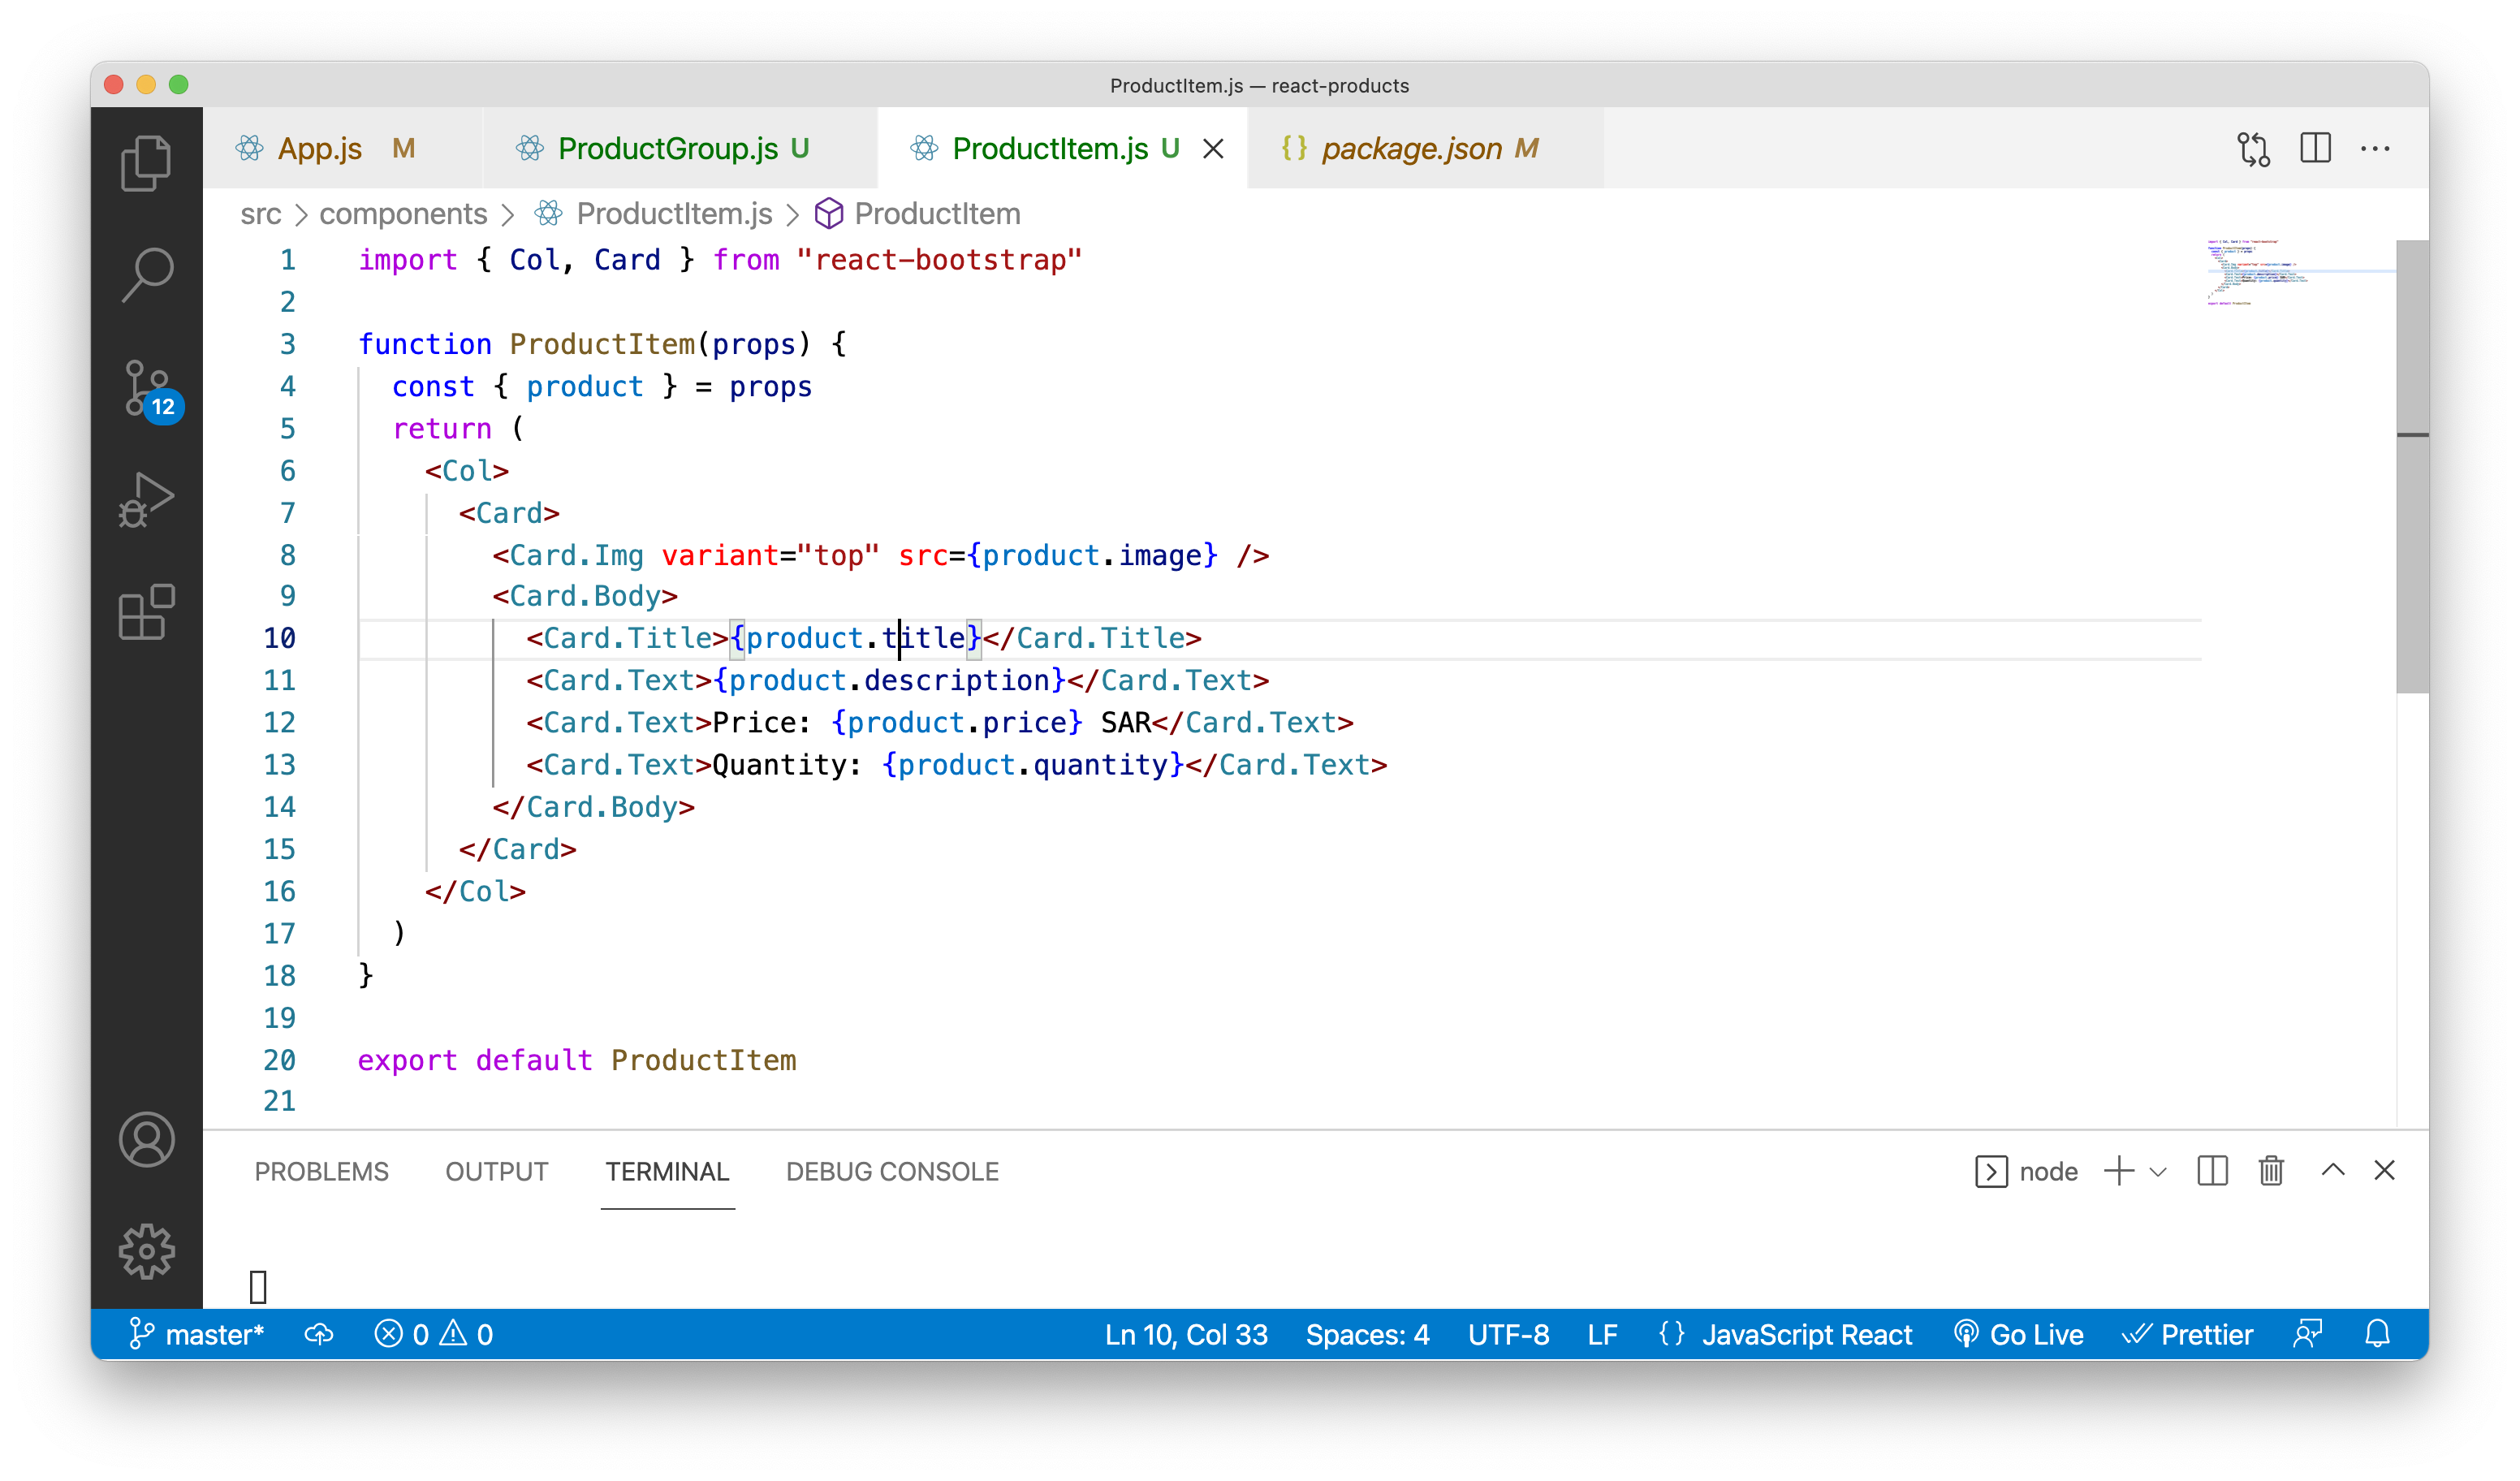 ProductItem.js — react-products
App.js M ProductGroup.js U ProductItem.js U package.json M
src > components > ProductItem.js > ProductItem
1 import { Col, Card } from "react-bootstrap"
2
3 function ProductItem(props) {
4 const { product } = props
5 return (
6 <Col>
7 <Card>
8 <Card.Img variant="top" src={product.image} />
9 <Card.Body>
10 <Card.Title>{product.title}</Card.Title>
11 <Card.Text>{product.description}</Card.Text>
12 <Card.Text>Price: {product.price} SAR</Card.Text>
13 <Card.Text>Quantity: {product.quantity}</Card.Text>
14 </Card.Body>
15 </Card>
16 </Col>
17 )
18 }
19
20 export default ProductItem
21
12
PROBLEMS OUTPUT TERMINAL DEBUG CONSOLE node
master* 0 0 Ln 10, Col 33 Spaces: 4 UTF-8 LF {} JavaScript React Go Live Prettier